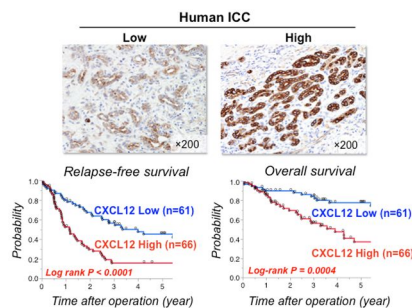 Human ICC
Low
High
×200
×200
Relapse-free survival
Overall survival
Probability
1.0
0.8
0.6
0.4
0.2
0.0
CXCL12 Low (n=61)
CXCL12 High (n=66)
Log rank P < 0.0001
0 1 2 3 4 5
Time after operation (year)
Probability
1.0
0.8
0.6
0.4
0.2
0.0
CXCL12 Low (n=61)
CXCL12 High (n=66)
Log-rank P = 0.0004
0 1 2 3 4 5
Time after operation (year)